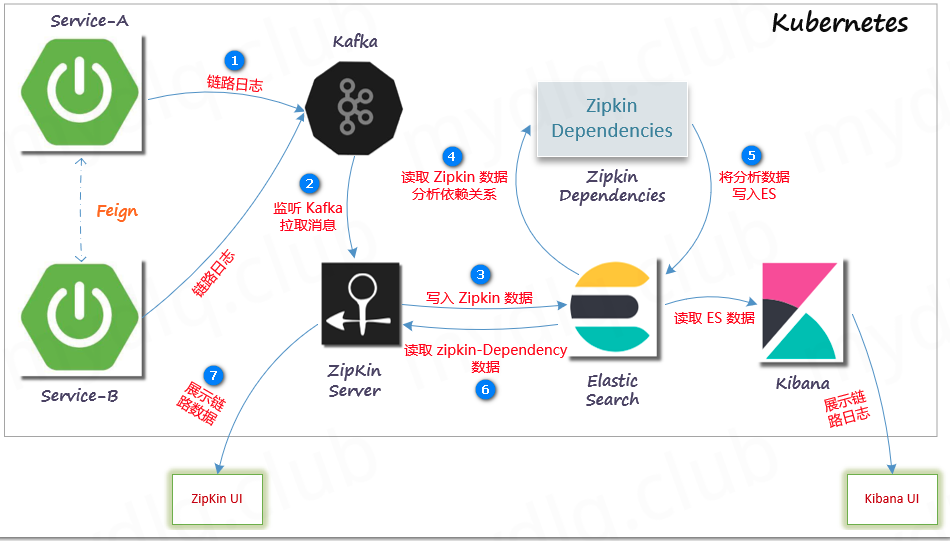 Service-A
Kubernetes
Kafka
1
链路日志
Zipkin
Dependencies
4
读取 Zipkin 数据
分析依赖关系
5
将分析数据
写入ES
Zipkin
Dependencies
2
监听 Kafka
拉取消息
Feign
链路日志
3
写入 Zipkin 数据
读取 ES 数据
读取 zipkin-Dependency
数据
6
ZipKin
Server
Elastic
Search
Kibana
Service-B
7
展示链
路数据
展示链
路日志
ZipKin UI
Kibana UI
mydlq.club